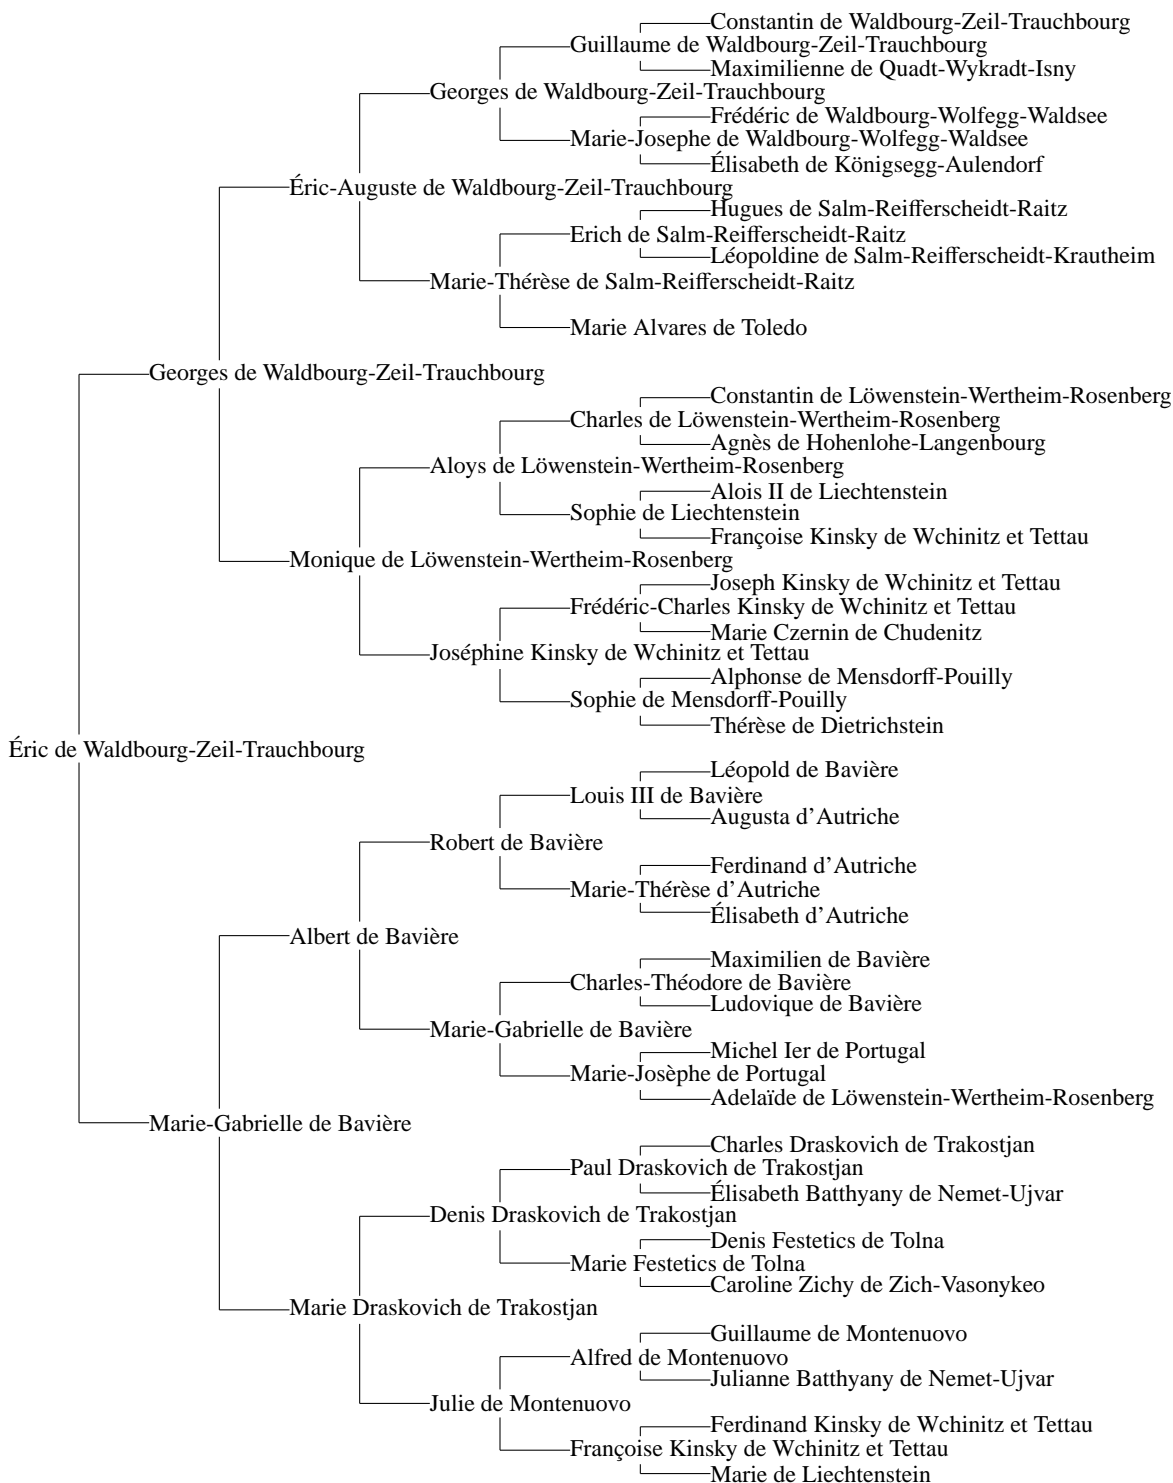 Constantin de Waldbourg-Zeil-Trauchbourg
Guillaume de Waldbourg-Zeil-Trauchbourg
Maximilienne de Quadt-Wykradt-Isny
Georges de Waldbourg-Zeil-Trauchbourg
Frédéric de Waldbourg-Wolfegg-Waldsee
Marie-Josephe de Waldbourg-Wolfegg-Waldsee
Élisabeth de Königsegg-Aulendorf
Éric-Auguste de Waldbourg-Zeil-Trauchbourg
Hugues de Salm-Reifferscheidt-Raitz
Erich de Salm-Reifferscheidt-Raitz
Léopoldine de Salm-Reifferscheidt-Krautheim
Marie-Thérèse de Salm-Reifferscheidt-Raitz
Marie Alvares de Toledo
Georges de Waldbourg-Zeil-Trauchbourg
Constantin de Löwenstein-Wertheim-Rosenberg
Charles de Löwenstein-Wertheim-Rosenberg
Agnès de Hohenlohe-Langenbourg
Aloys de Löwenstein-Wertheim-Rosenberg
Alois II de Liechtenstein
Sophie de Liechtenstein
Françoise Kinsky de Wchinitz et Tettau
Monique de Löwenstein-Wertheim-Rosenberg
Joseph Kinsky de Wchinitz et Tettau
Frédéric-Charles Kinsky de Wchinitz et Tettau
Marie Czernin de Chudenitz
Joséphine Kinsky de Wchinitz et Tettau
Alphonse de Mensdorff-Pouilly
Sophie de Mensdorff-Pouilly
Thérèse de Dietrichstein
Éric de Waldbourg-Zeil-Trauchbourg
Léopold de Bavière
Louis III de Bavière
Augusta d’Autriche
Robert de Bavière
Ferdinand d’Autriche
Marie-Thérèse d’Autriche
Élisabeth d’Autriche
Albert de Bavière
Maximilien de Bavière
Charles-Théodore de Bavière
Ludovique de Bavière
Marie-Gabrielle de Bavière
Michel Ier de Portugal
Marie-Josèphe de Portugal
Adelaïde de Löwenstein-Wertheim-Rosenberg
Marie-Gabrielle de Bavière
Charles Draskovich de Trakostjan
Paul Draskovich de Trakostjan
Élisabeth Batthyany de Nemet-Ujvar
Denis Draskovich de Trakostjan
Denis Festetics de Tolna
Marie Festetics de Tolna
Caroline Zichy de Zich-Vasonykeo
Marie Draskovich de Trakostjan
Guillaume de Montenuovo
Alfred de Montenuovo
Julianne Batthyany de Nemet-Ujvar
Julie de Montenuovo
Ferdinand Kinsky de Wchinitz et Tettau
Françoise Kinsky de Wchinitz et Tettau
Marie de Liechtenstein